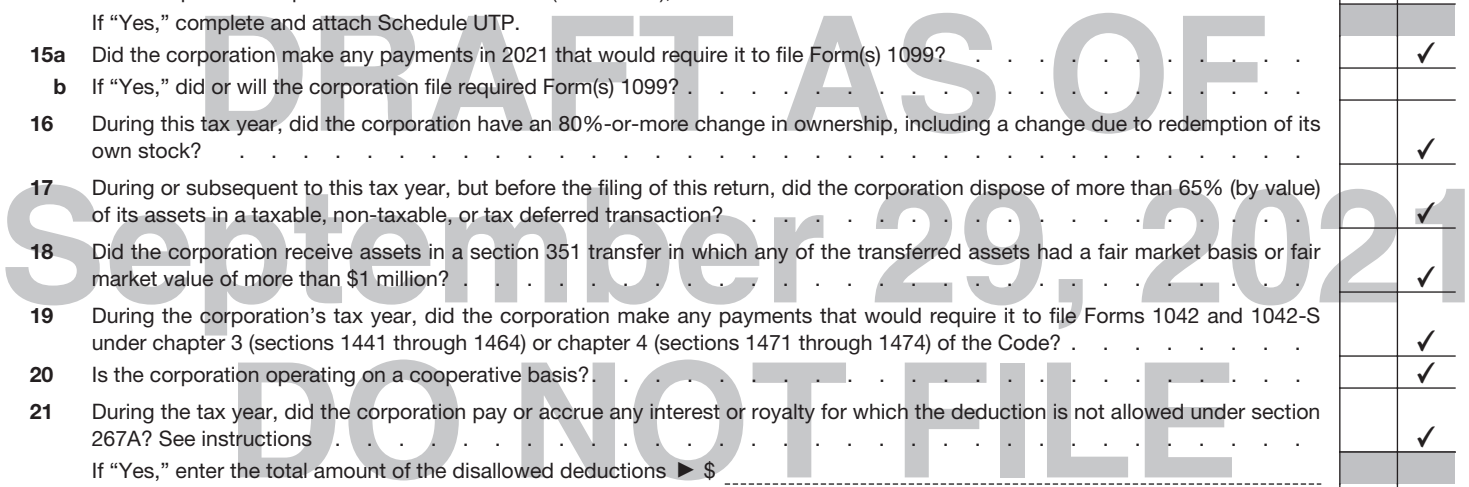 If “Yes,” complete and attach Schedule UTP.
15a Did the corporation make any payments in 2021 that would require it to file Form(s) 1099? . . . . . . . . . . . ✓
b If “Yes,” did or will the corporation file required Form(s) 1099? . . . . . . . . . . . . . . . . . . . .
16 During this tax year, did the corporation have an 80%-or-more change in ownership, including a change due to redemption of its
own stock? . . . . . . . . . . . . . . . . . . . . . . . . . . . . . . . . . . ✓
17 During or subsequent to this tax year, but before the filing of this return, did the corporation dispose of more than 65% (by value)
of its assets in a taxable, non-taxable, or tax deferred transaction? . . . . . . . . . . . . . . . . . . ✓
18 Did the corporation receive assets in a section 351 transfer in which any of the transferred assets had a fair market basis or fair
market value of more than $1 million? . . . . . . . . . . . . . . . . . . . . . . . . . . . ✓
19 During the corporation’s tax year, did the corporation make any payments that would require it to file Forms 1042 and 1042-S
under chapter 3 (sections 1441 through 1464) or chapter 4 (sections 1471 through 1474) of the Code? . . . . . . . . ✓
20 Is the corporation operating on a cooperative basis? . . . . . . . . . . . . . . . . . . . . . . . ✓
21 During the tax year, did the corporation pay or accrue any interest or royalty for which the deduction is not allowed under section
267A? See instructions . . . . . . . . . . . . . . . . . . . . . . . . . . . . . . . ✓
If “Yes,” enter the total amount of the disallowed deductions ► $
DRAFT AS OF
September 29, 2021
DO NOT FILE